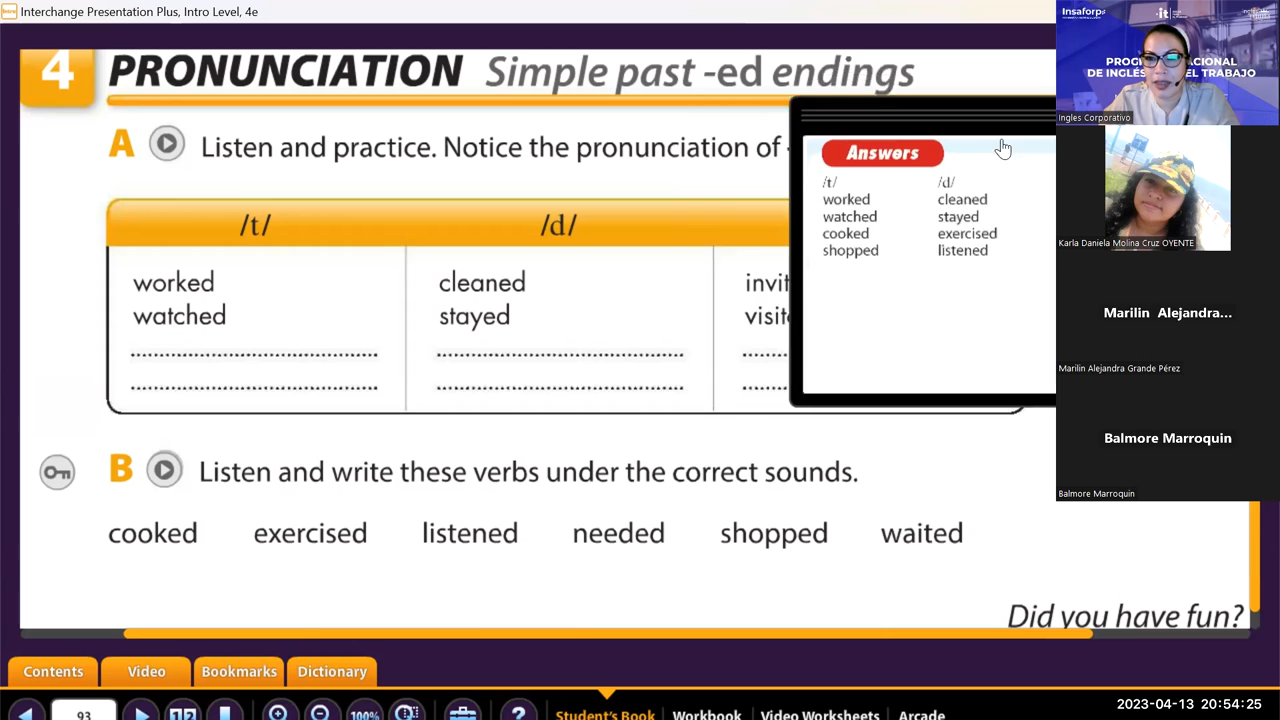 Interchange Presentation Plus, Intro Level, 4e
4 PRONUNCIATION Simple past -ed endings
A Listen and practice. Notice the pronunciation of
/t/ /d/
worked cleaned
watched stayed
Answers
/t/ /d/
worked cleaned
watched stayed
cooked exercised
shopped listened
B Listen and write these verbs under the correct sounds.
cooked exercised listened needed shopped waited
Did you have fun?
Contents Video Bookmarks Dictionary
93 1 2 100% ? Student's Book Workbook Video Worksheets Arcade
Insaforp
it
DE INGLÉS
EL TRABAJO
Ingles Corporativo
Karla Daniela Molina Cruz OYENTE
Marilin Alejandra...
Marilin Alejandra Grande Pérez
Balmore Marroquin
Balmore Marroquin
2023-04-13 20:54:25